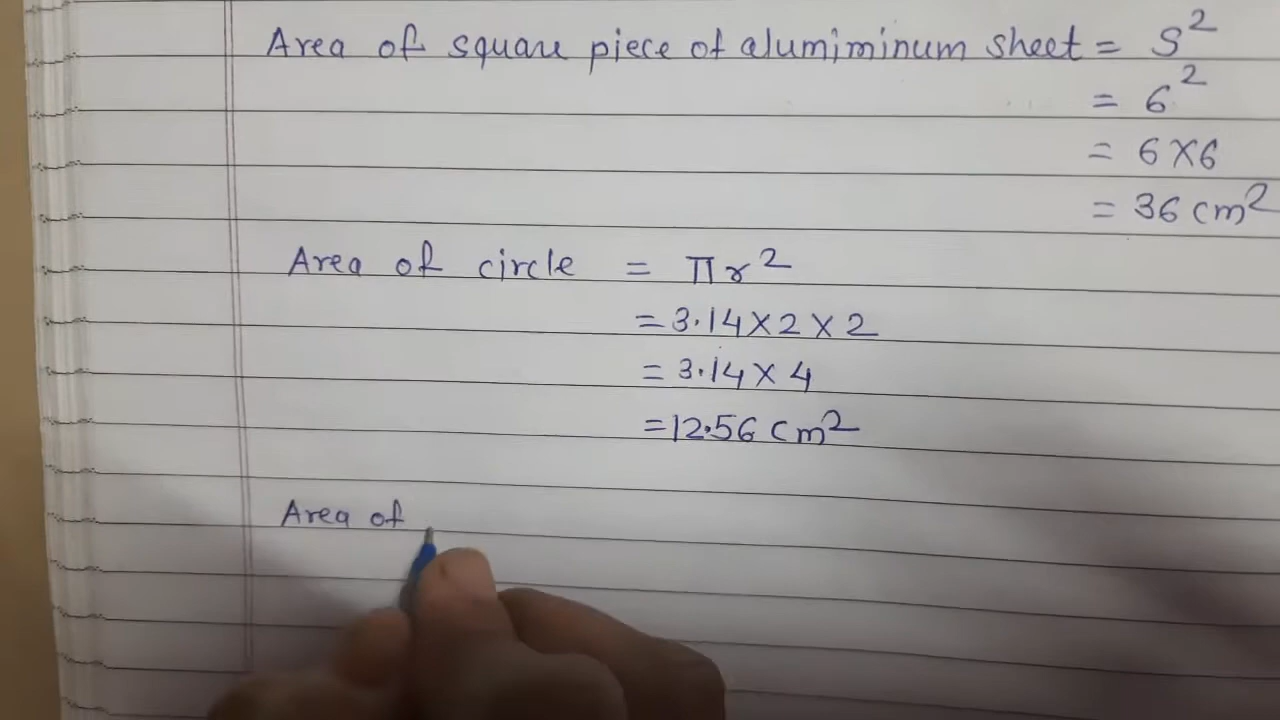 Area of square piece of alumiminum sheet = S²
= 6²
= 6×6
= 36 cm²
Area of circle = πr²
= 3.14×2×2
= 3.14×4
= 12.56 cm²
Area of